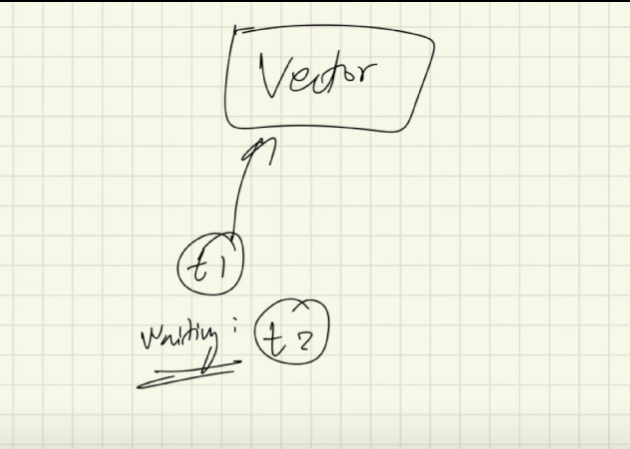 Vector
t1
Waiting : t2